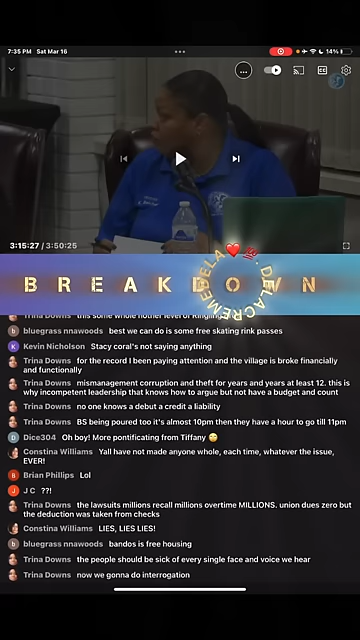 7:35 PM Sat Mar 16
14%
CC
3:15:27 / 3:50:25
DELACREMEDELA
BREAKDOWN
Trina Downs this some whole nother level of Ringling
bluegrass nnawoods best we can do is some free skating rink passes
Kevin Nicholson Stacy coral's not saying anything
Trina Downs for the record I been paying attention and the village is broke financially
and functionally
Trina Downs mismanagement corruption and theft for years and years at least 12. this is
why incompetent leadership that knows how to argue but not have a budget and count
Trina Downs no one knows a debut a credit a liability
Trina Downs BS being poured too it's almost 10pm then they have a hour to go till 11pm
Dice304 Oh boy! More pontificating from Tiffany 🙄
Constina Williams Yall have not made anyone whole, each time, whatever the issue,
EVER!
Brian Phillips Lol
J C ??!
Trina Downs the lawsuits millions recall millions overtime MILLIONS. union dues zero but
the deduction was taken from checks
Constina Williams LIES, LIES LIES!
bluegrass nnawoods bandos is free housing
Trina Downs the people should be sick of every single face and voice we hear
Trina Downs now we gonna do interrogation